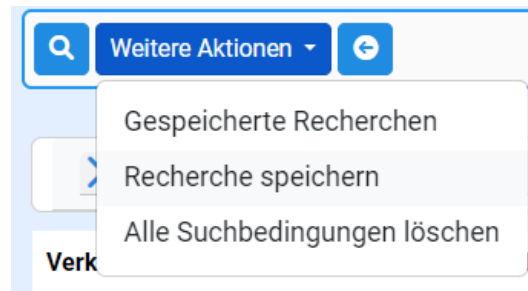 Weitere Aktionen
Gespeicherte Recherchen
Recherche speichern
Alle Suchbedingungen löschen
Verk